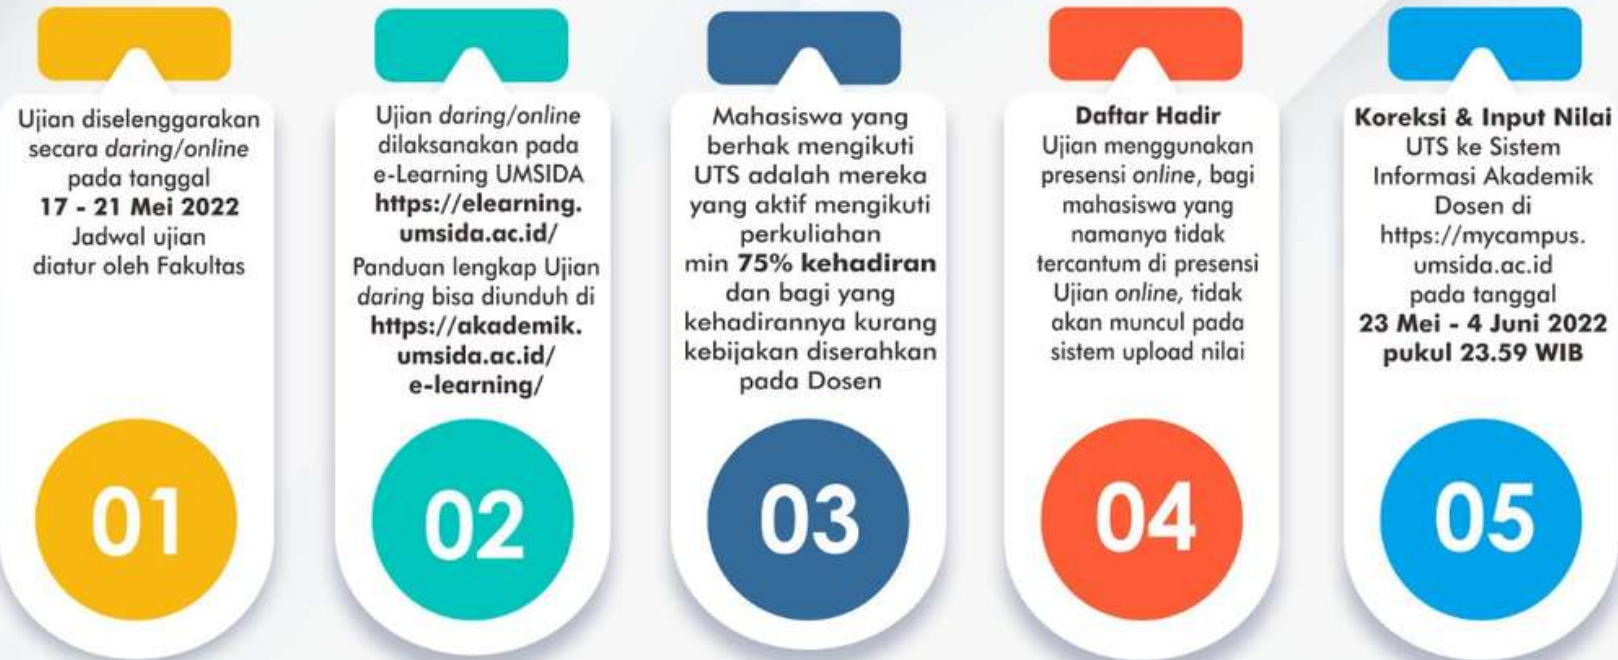 Ujian diselenggarakan
secara daring/online
pada tanggal
17 - 21 Mei 2022
Jadwal ujian
diatur oleh Fakultas
01
Ujian daring/online
dilaksanakan pada
e-Learning UMSIDA
https://elearning.
umsida.ac.id/
Panduan lengkap Ujian
daring bisa diunduh di
https://akademik.
umsida.ac.id/
e-learning/
02
Mahasiswa yang
berhak mengikuti
UTS adalah mereka
yang aktif mengikuti
perkuliahan
min 75% kehadiran
dan bagi yang
kehadirannya kurang
kebijakan diserahkan
pada Dosen
03
Daftar Hadir
Ujian menggunakan
presensi online, bagi
mahasiswa yang
namanya tidak
tercantum di presensi
Ujian online, tidak
akan muncul pada
sistem upload nilai
04
Koreksi & Input Nilai
UTS ke Sistem
Informasi Akademik
Dosen di
https://mycampus.
umsida.ac.id
pada tanggal
23 Mei - 4 Juni 2022
pukul 23.59 WIB
05